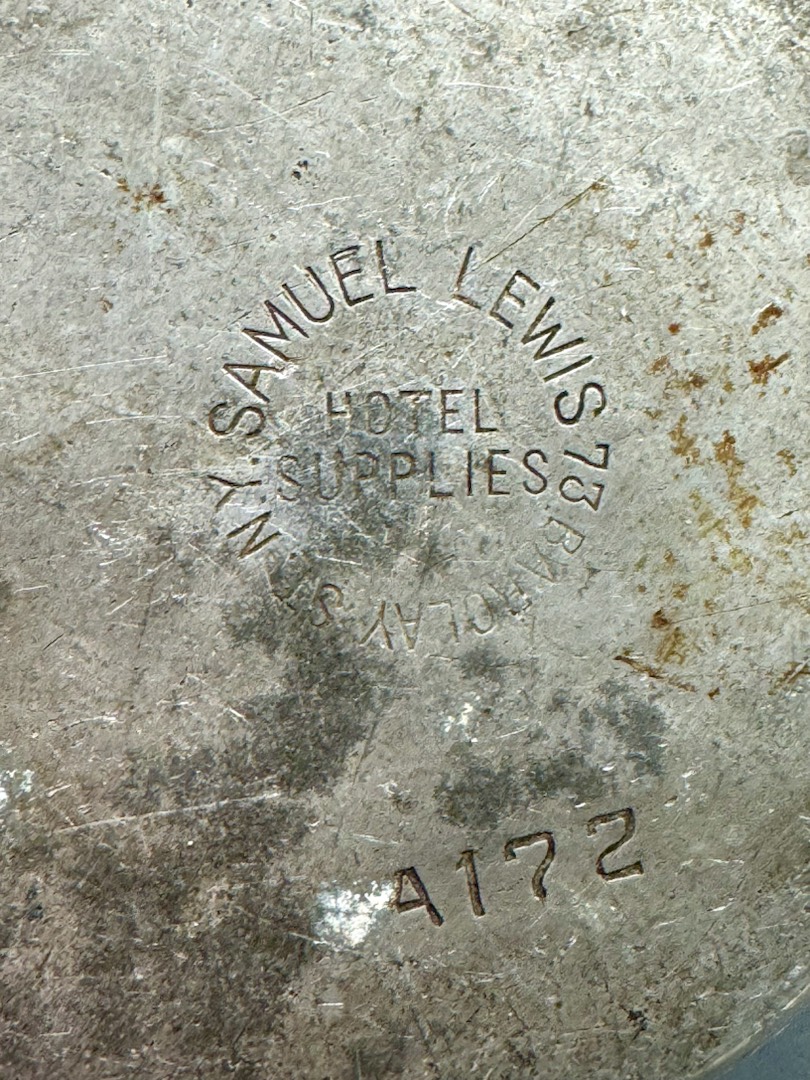 SAMUEL LEWIS 73 BARCLAY ST. N.Y.
HOTEL
SUPPLIES
A172